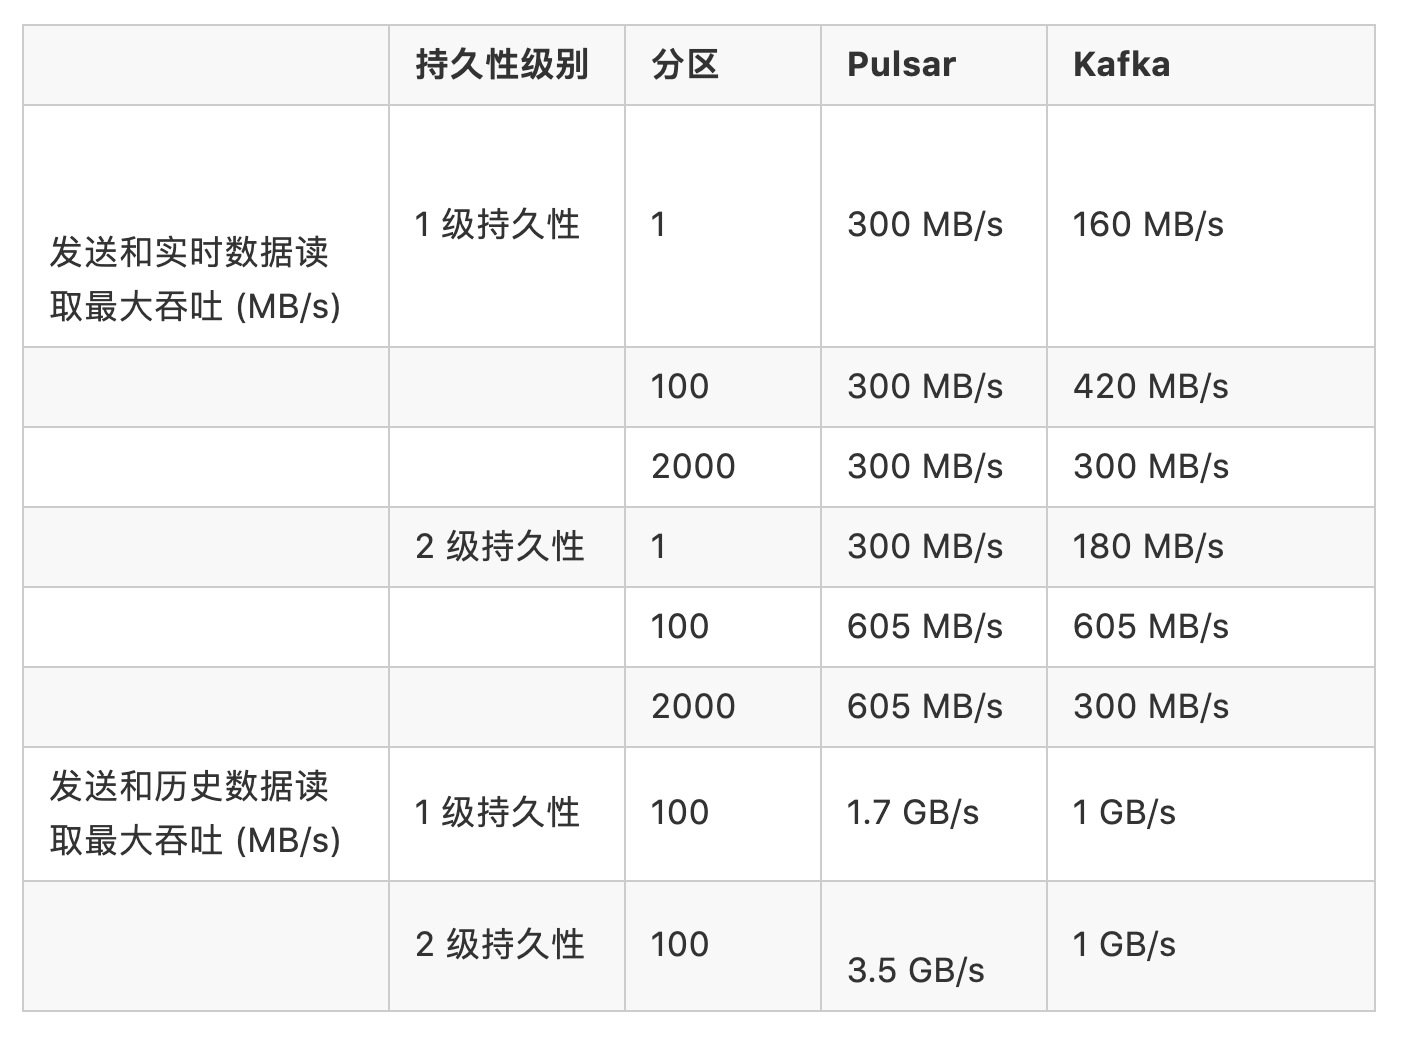 持久性级别 分区 Pulsar Kafka
1 级持久性 1 300 MB/s 160 MB/s
发送和实时数据读
取最大吞吐 (MB/s)
100 300 MB/s 420 MB/s
2000 300 MB/s 300 MB/s
2 级持久性 1 300 MB/s 180 MB/s
100 605 MB/s 605 MB/s
2000 605 MB/s 300 MB/s
发送和历史数据读
取最大吞吐 (MB/s)
1 级持久性 100 1.7 GB/s 1 GB/s
2 级持久性 100 3.5 GB/s 1 GB/s